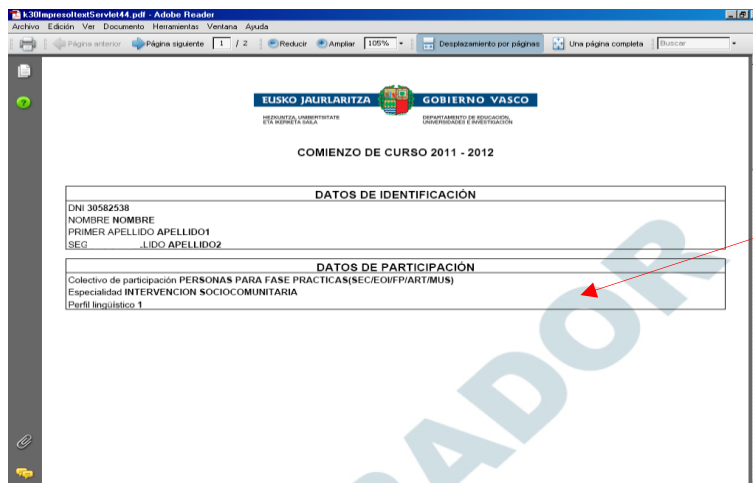 k30ImpresoItextServlet44.pdf - Adobe Reader
Archivo Edición Ver Documento Herramientas Ventana Ayuda
Página anterior Página siguiente 1 / 2 Reducir Ampliar 105% Desplazamiento por páginas Una página completa Buscar
EUSKO JAURLARITZA GOBIERNO VASCO
HEZKUNTZA, UNIBERTSITATE DEPARTAMENTO DE EDUCACIÓN,
ETA IKERKETA SAILA UNIVERSIDADES E INVESTIGACIÓN
COMIENZO DE CURSO 2011 - 2012
DATOS DE IDENTIFICACIÓN
DNI 30582538
NOMBRE NOMBRE
PRIMER APELLIDO APELLIDO1
SEG .LIDO APELLIDO2
DATOS DE PARTICIPACIÓN
Colectivo de participación PERSONAS PARA FASE PRACTICAS(SEC/EOI/FP/ART/MUS)
Especialidad INTERVENCION SOCIOCOMUNITARIA
Perfil lingüístico 1
ADOR